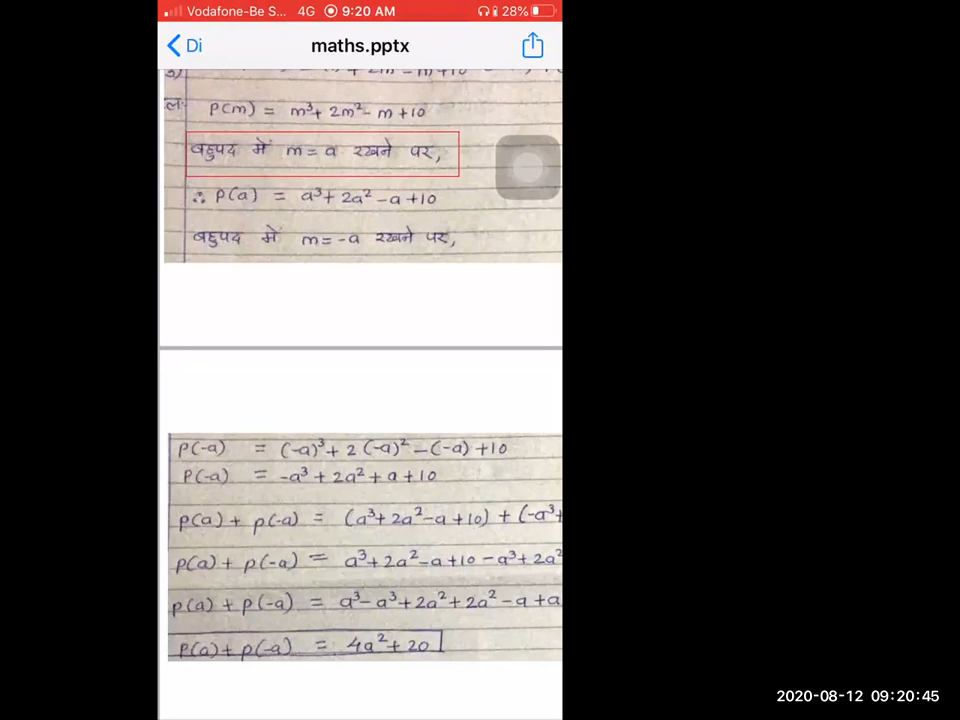 Vodafone-Be S... 4G 9:20 AM 28%
Di maths.pptx
P(m) = m³+ 2m²- m +10
बहुपद में m = a रखने पर,
∴ P(a) = a³+ 2a² -a +10
बहुपद में m = -a रखने पर,
P(-a) = (-a)³+ 2 (-a)² -(-a) +10
P(-a) = -a³ + 2a² + a + 10
p(a) + p(-a) = (a³+ 2a²-a +10) + (-a³+
p(a) + p(-a) = a³+2a²-a+10 -a³+2a²
p(a) + p(-a) = a³-a³+2a²+2a² -a +a
P(a)+ p(-a) = 4a²+ 20
2020-08-12 09:20:45